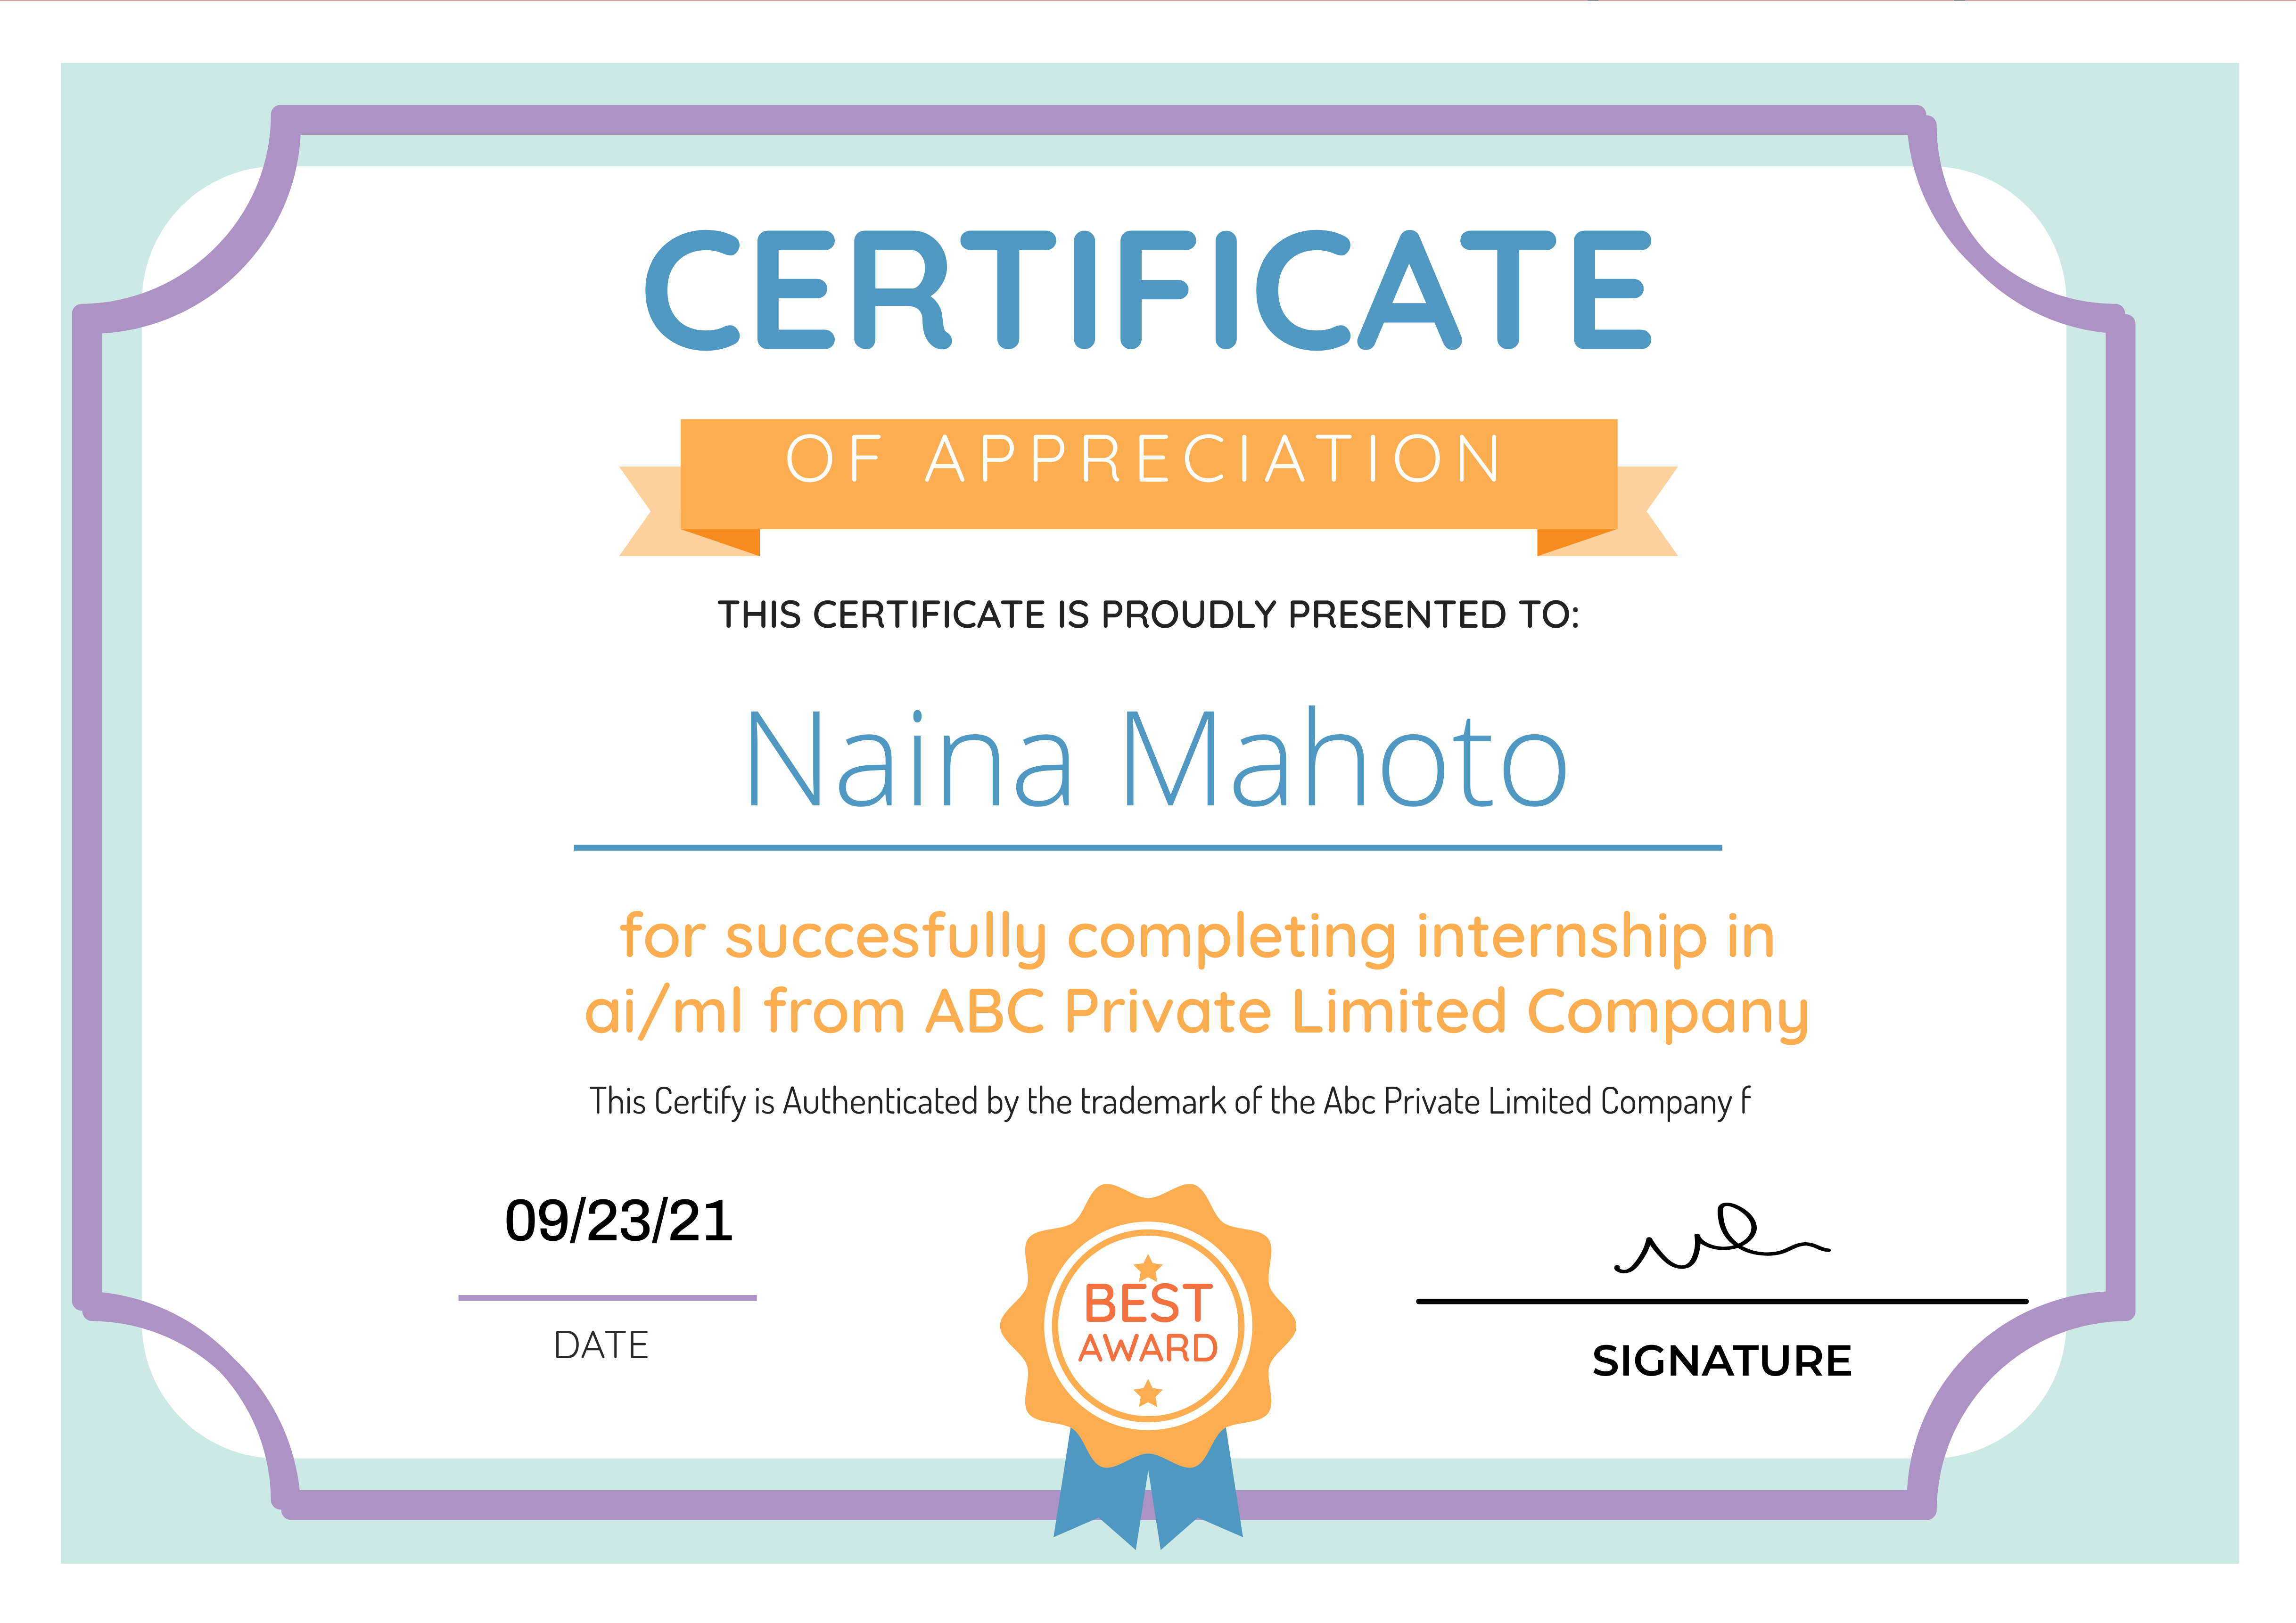 CERTIFICATE
OF APPRECIATION
THIS CERTIFICATE IS PROUDLY PRESENTED TO:
Naina Mahoto
for succesfully completing internship in
ai/ml from ABC Private Limited Company
This Certify is Authenticated by the trademark of the Abc Private Limited Company f
09/23/21
DATE
BEST
AWARD
SIGNATURE